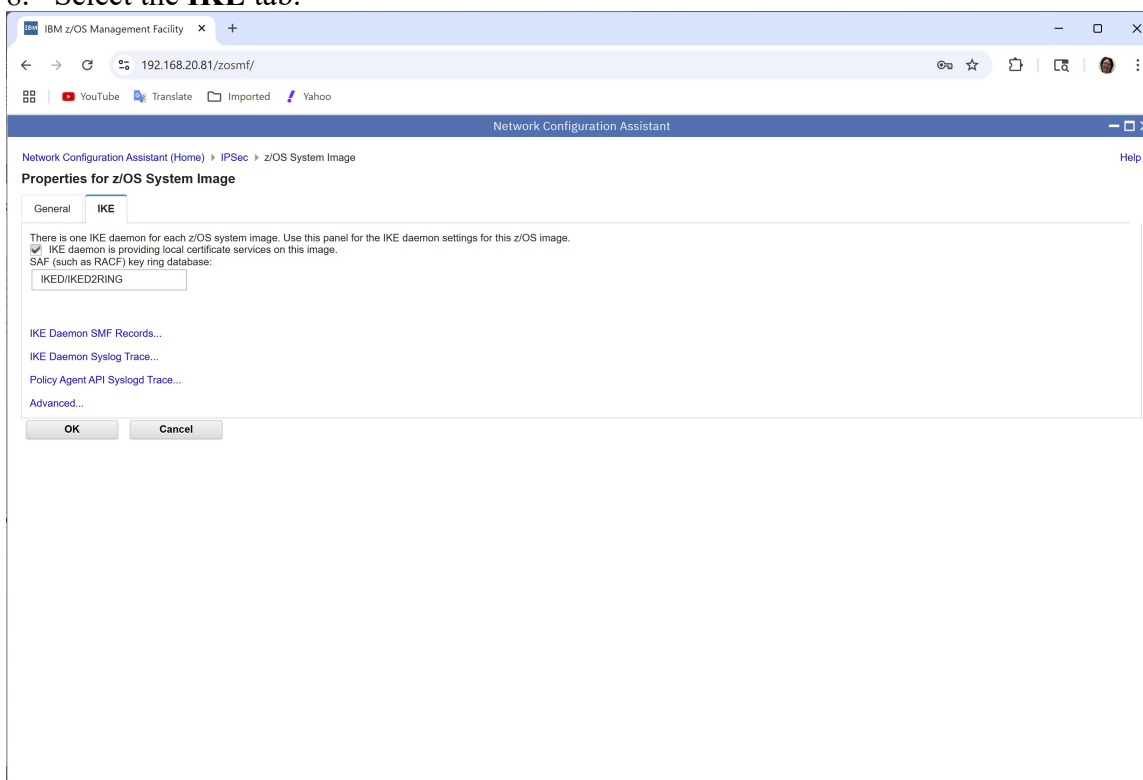 8. Select the IKE tab.
IBM z/OS Management Facility
192.168.20.81/zosmf/
YouTube Translate Imported Yahoo
Network Configuration Assistant
Network Configuration Assistant (Home) IPSec z/OS System Image Help
Properties for z/OS System Image
General IKE
There is one IKE daemon for each z/OS system image. Use this panel for the IKE daemon settings for this z/OS image.
IKE daemon is providing local certificate services on this image.
SAF (such as RACF) key ring database:
IKED/IKED2RING
IKE Daemon SMF Records...
IKE Daemon Syslog Trace...
Policy Agent API Syslogd Trace...
Advanced...
OK Cancel